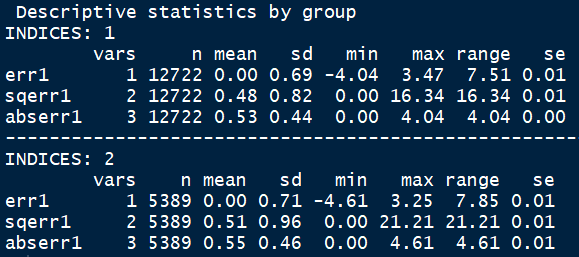 Descriptive statistics by group
INDICES: 1
vars n mean sd min max range se
err1 1 12722 0.00 0.69 -4.04 3.47 7.51 0.01
sqerr1 2 12722 0.48 0.82 0.00 16.34 16.34 0.01
abserr1 3 12722 0.53 0.44 0.00 4.04 4.04 0.00
------------------------------------------------------
INDICES: 2
vars n mean sd min max range se
err1 1 5389 0.00 0.71 -4.61 3.25 7.85 0.01
sqerr1 2 5389 0.51 0.96 0.00 21.21 21.21 0.01
abserr1 3 5389 0.55 0.46 0.00 4.61 4.61 0.01